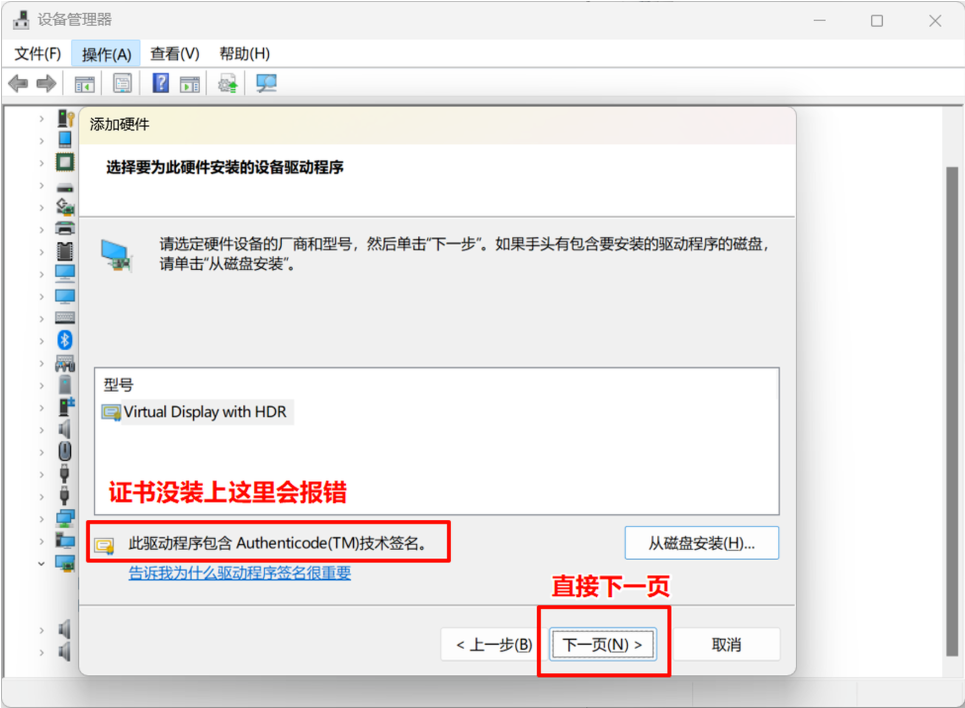 设备管理器
文件(F) 操作(A) 查看(V) 帮助(H)
添加硬件
选择要为此硬件安装的设备驱动程序
请选定硬件设备的厂商和型号，然后单击“下一步”。如果手头有包含要安装的驱动程序的磁盘，
请单击“从磁盘安装”。
型号
Virtual Display with HDR
证书没装上这里会报错
此驱动程序包含 Authenticode(TM)技术签名。
从磁盘安装(H)...
告诉我为什么驱动程序签名很重要
直接下一页
< 上一步(B) 下一页(N) > 取消